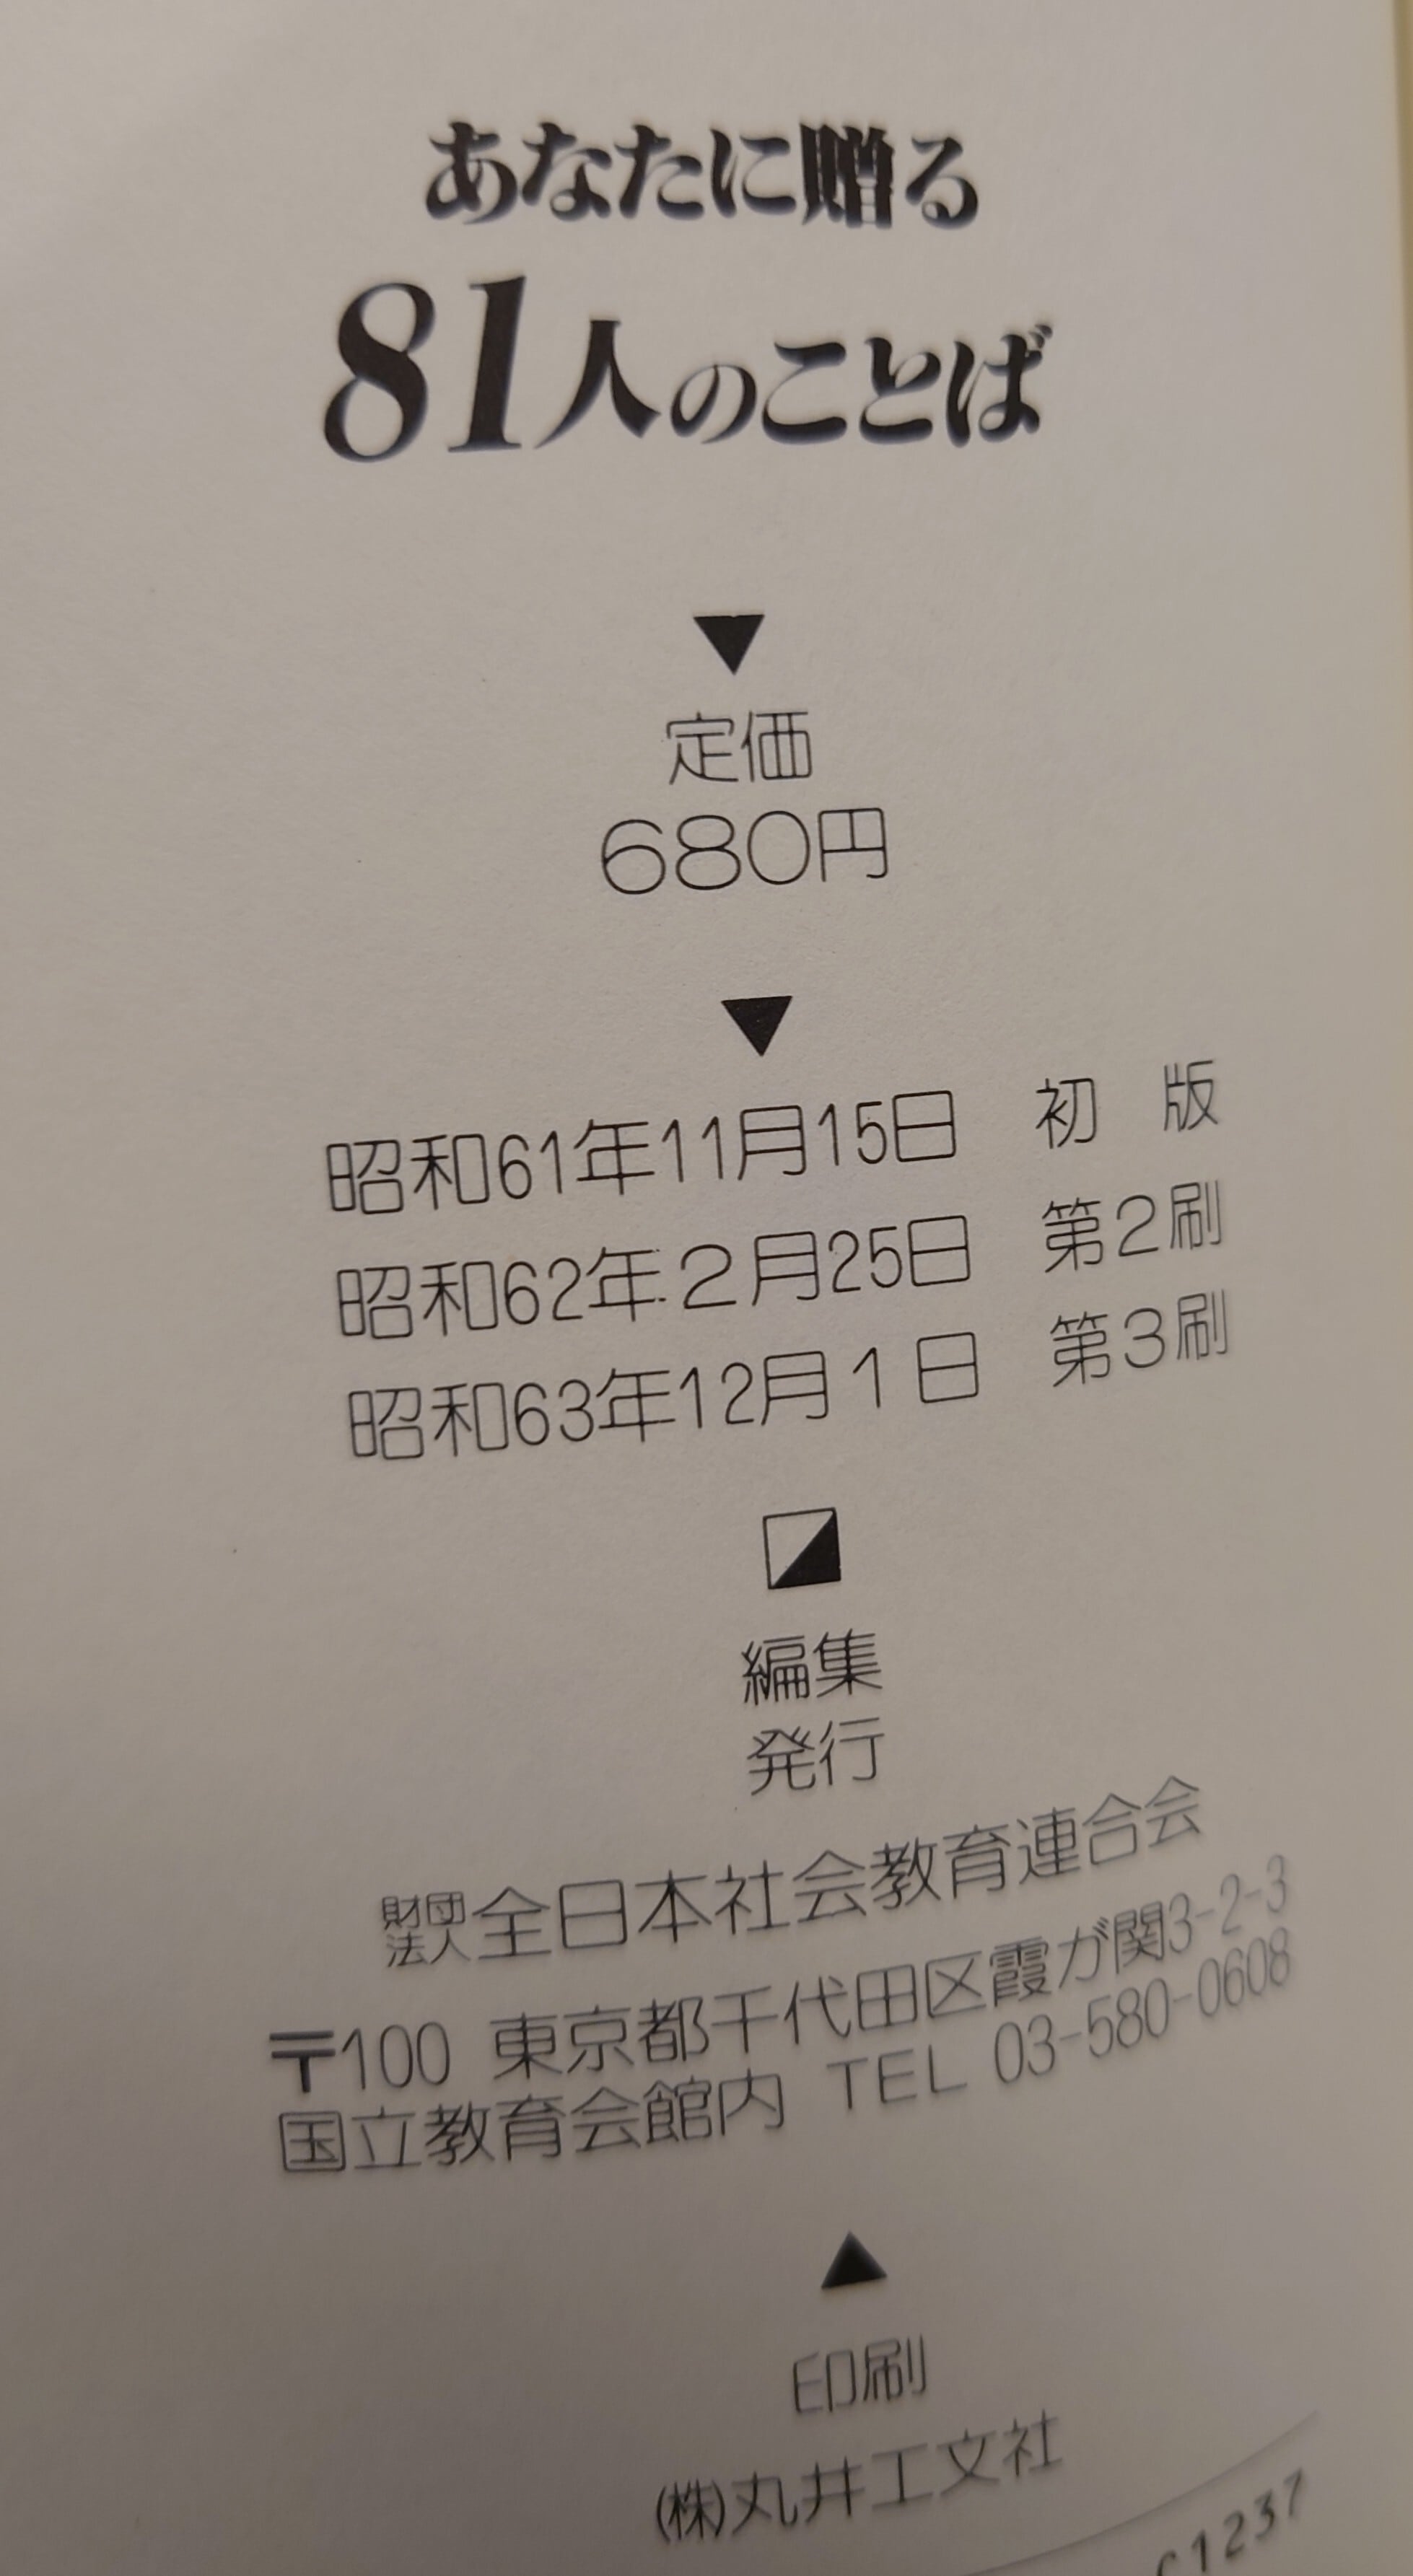 あなたに贈る
81人のことば
▼
定価
680円
▼
昭和61年11月15日 初 版
昭和62年2月25日 第2刷
昭和63年12月1日 第3刷
編集
発行
財団法人全日本社会教育連合会
〒100 東京都千代田区霞が関3-2-3
国立教育会館内 TEL 03-580-0608
▲
印刷
(株)丸井工文社
C1237